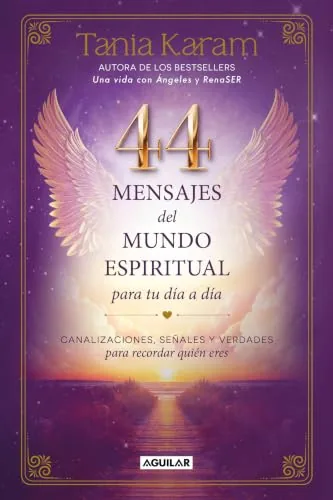 Tania Karam
AUTORA DE LOS BESTSELLERS
Una vida con Ángeles y RenaSER
44
MENSAJES
del
MUNDO
ESPIRITUAL
para tu día a día
CANALIZACIONES, SEÑALES Y VERDADES
para recordar quién eres
AGUILAR